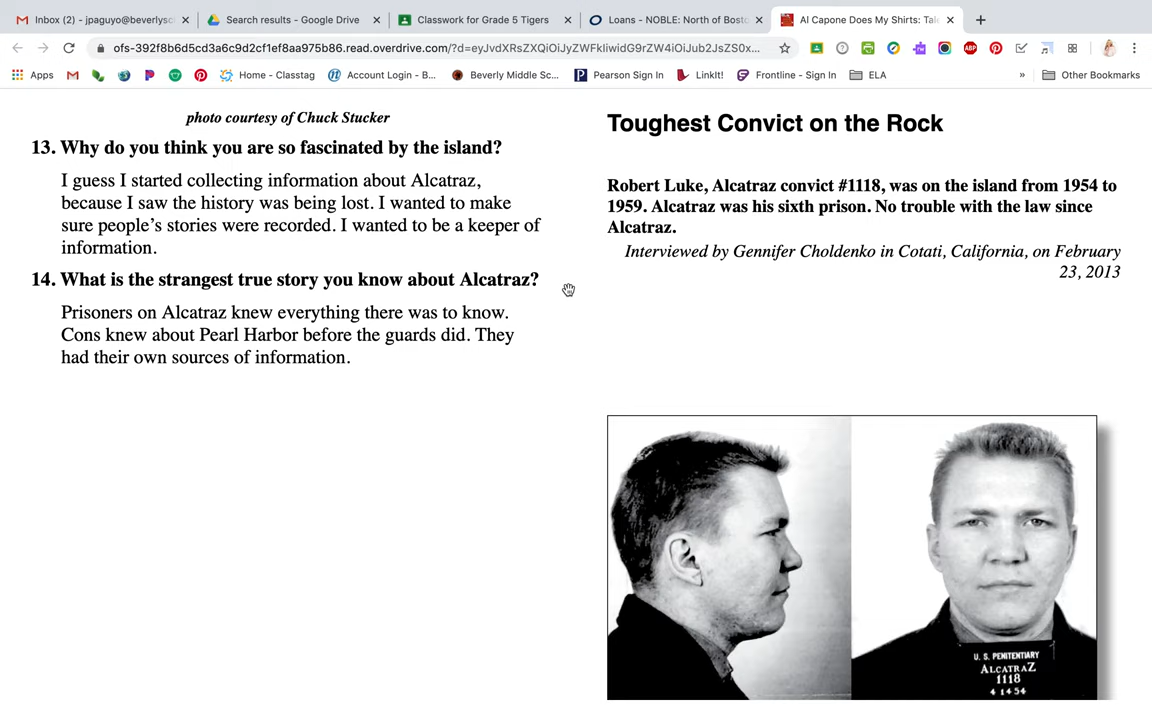 Inbox (2) - jpaguyo@beverlysc
Search results - Google Drive
Classwork for Grade 5 Tigers
Loans - NOBLE: North of Bosto
Al Capone Does My Shirts: Tale
ofs-392f8b6d5cd3a6c9d2cf1ef8aa975b86.read.overdrive.com/?d=eyJvdXRsZXQiOiJyZWFkIiwidG9rZW4iOiJub2JsZS0x...
Apps
Home - Classtag
Account Login - B...
Beverly Middle Sc...
Pearson Sign In
LinkIt!
Frontline - Sign In
ELA
»
Other Bookmarks
photo courtesy of Chuck Stucker
13. Why do you think you are so fascinated by the island?
I guess I started collecting information about Alcatraz,
because I saw the history was being lost. I wanted to make
sure people's stories were recorded. I wanted to be a keeper of
information.
14. What is the strangest true story you know about Alcatraz?
Prisoners on Alcatraz knew everything there was to know.
Cons knew about Pearl Harbor before the guards did. They
had their own sources of information.
Toughest Convict on the Rock
Robert Luke, Alcatraz convict #1118, was on the island from 1954 to
1959. Alcatraz was his sixth prison. No trouble with the law since
Alcatraz.
Interviewed by Gennifer Choldenko in Cotati, California, on February
23, 2013
U. S. PENITENTIARY
ALCATRAZ
1118
4 14 54